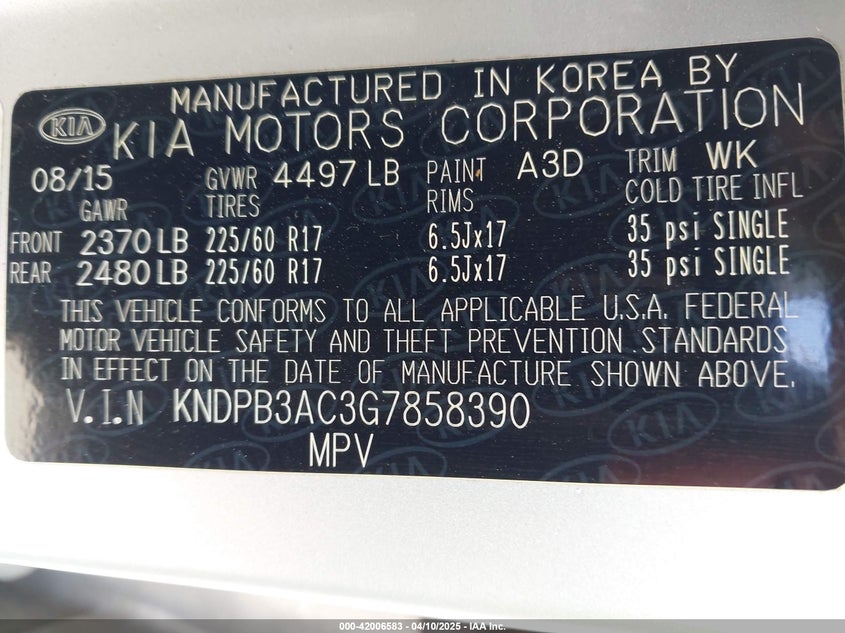 MANUFACTURED IN KOREA BY
KIA KIA MOTORS CORPORATION
08/15 GVWR 4497 LB PAINT A3D TRIM WK
GAWR TIRES RIMS COLD TIRE INFL
FRONT 2370 LB 225/60 R17 6.5Jx17 35 psi SINGLE
REAR 2480 LB 225/60 R17 6.5Jx17 35 psi SINGLE
THIS VEHICLE CONFORMS TO ALL APPLICABLE U.S.A. FEDERAL
MOTOR VEHICLE SAFETY AND THEFT PREVENTION STANDARDS
IN EFFECT ON THE DATE OF MANUFACTURE SHOWN ABOVE.
V.I.N KNDPB3AC3G7858390
MPV
000-42006583 - 04/10/2025 - IAA Inc.